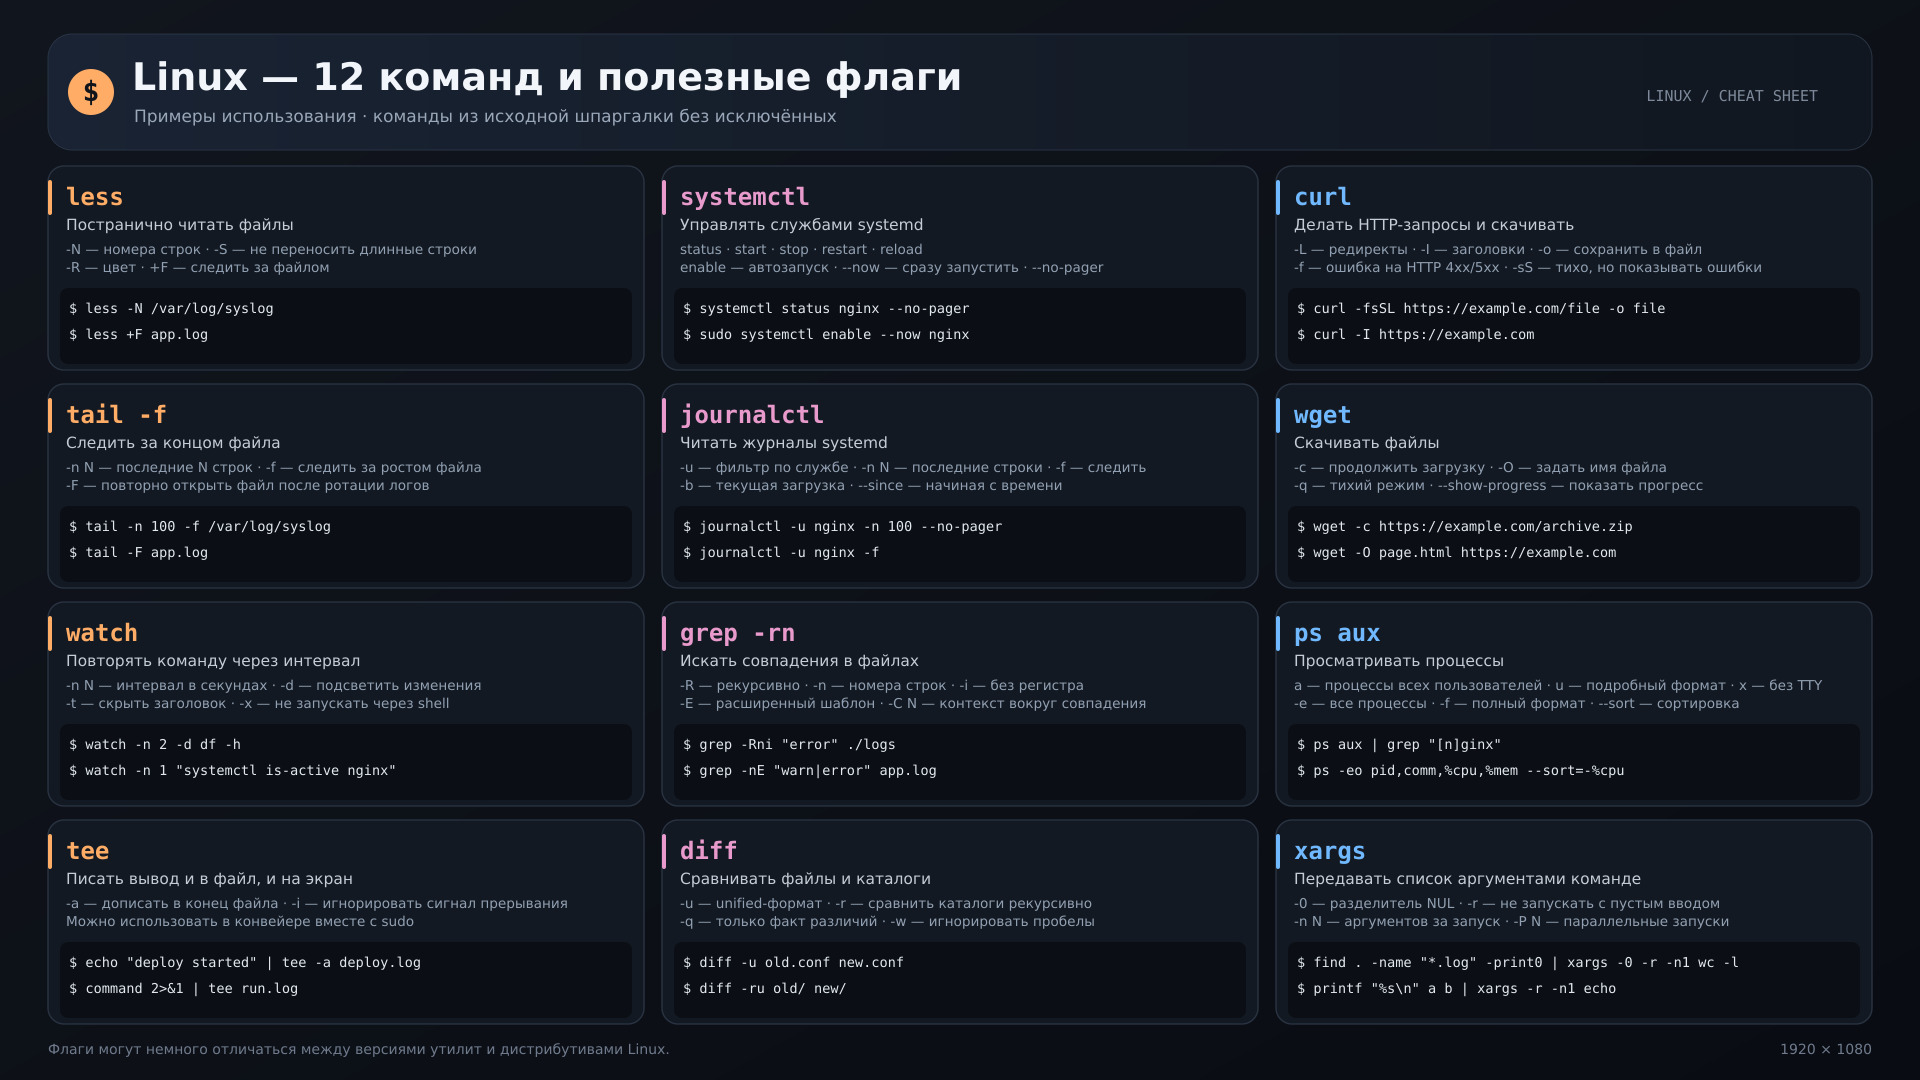 $
Linux — 12 команд и полезные флаги
Примеры использования · команды из исходной шпаргалки без исключённых
LINUX / CHEAT SHEET
less
Постранично читать файлы
-N — номера строк · -S — не переносить длинные строки
-R — цвет · +F — следить за файлом
$ less -N /var/log/syslog
$ less +F app.log
systemctl
Управлять службами systemd
status · start · stop · restart · reload
enable — автозапуск · --now — сразу запустить · --no-pager
$ systemctl status nginx --no-pager
$ sudo systemctl enable --now nginx
curl
Делать HTTP-запросы и скачивать
-L — редиректы · -I — заголовки · -o — сохранить в файл
-f — ошибка на HTTP 4xx/5xx · -sS — тихо, но показывать ошибки
$ curl -fsSL https://example.com/file -o file
$ curl -I https://example.com
tail -f
Следить за концом файла
-n N — последние N строк · -f — следить за ростом файла
-F — повторно открыть файл после ротации логов
$ tail -n 100 -f /var/log/syslog
$ tail -F app.log
journalctl
Читать журналы systemd
-u — фильтр по службе · -n N — последние строки · -f — следить
-b — текущая загрузка · --since — начиная с времени
$ journalctl -u nginx -n 100 --no-pager
$ journalctl -u nginx -f
wget
Скачивать файлы
-c — продолжить загрузку · -O — задать имя файла
-q — тихий режим · --show-progress — показать прогресс
$ wget -c https://example.com/archive.zip
$ wget -O page.html https://example.com
watch
Повторять команду через интервал
-n N — интервал в секундах · -d — подсветить изменения
-t — скрыть заголовок · -x — не запускать через shell
$ watch -n 2 -d df -h
$ watch -n 1 "systemctl is-active nginx"
grep -rn
Искать совпадения в файлах
-R — рекурсивно · -n — номера строк · -i — без регистра
-E — расширенный шаблон · -C N — контекст вокруг совпадения
$ grep -Rni "error" ./logs
$ grep -nE "warn|error" app.log
ps aux
Просматривать процессы
a — процессы всех пользователей · u — подробный формат · x — без TTY
-e — все процессы · -f — полный формат · --sort — сортировка
$ ps aux | grep "[n]ginx"
$ ps -eo pid,comm,%cpu,%mem --sort=-%cpu
tee
Писать вывод и в файл, и на экран
-a — дописать в конец файла · -i — игнорировать сигнал прерывания
Можно использовать в конвейере вместе с sudo
$ echo "deploy started" | tee -a deploy.log
$ command 2>&1 | tee run.log
diff
Сравнивать файлы и каталоги
-u — unified-формат · -r — сравнить каталоги рекурсивно
-q — только факт различий · -w — игнорировать пробелы
$ diff -u old.conf new.conf
$ diff -ru old/ new/
xargs
Передавать список аргументами команде
-0 — разделитель NUL · -r — не запускать с пустым вводом
-n N — аргументов за запуск · -P N — параллельные запуски
$ find . -name "*.log" -print0 | xargs -0 -r -n1 wc -l
$ printf "%s\n" a b | xargs -r -n1 echo
Флаги могут немного отличаться между версиями утилит и дистрибутивами Linux.
1920 × 1080